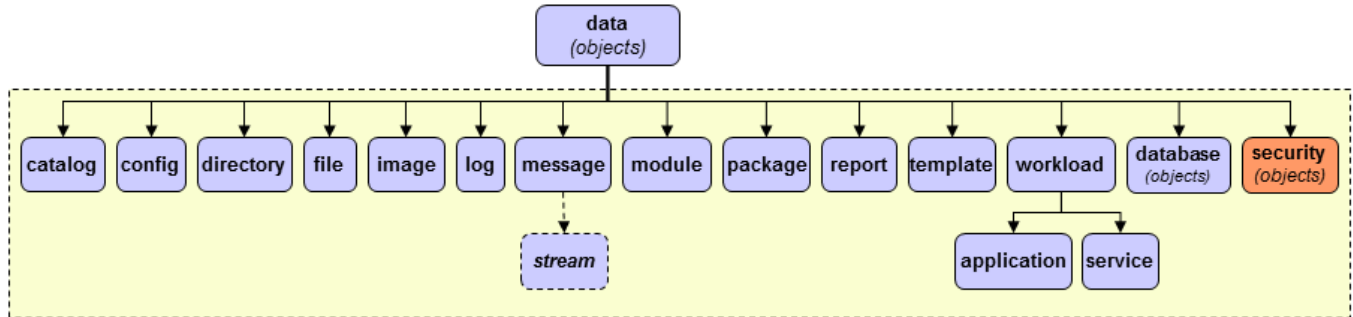 data
(objects)
catalog
config
directory
file
image
log
message
module
package
report
template
workload
database
(objects)
security
(objects)
stream
application
service